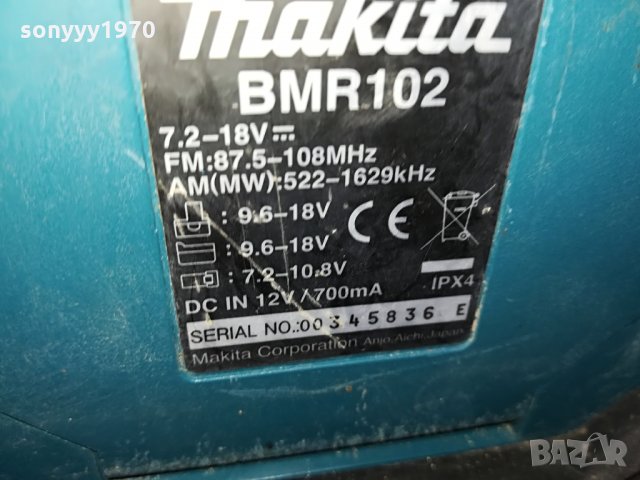 sonyyy1970
makita
BMR102
7.2-18V⎓
FM:87.5-108MHz
AM(MW):522-1629kHz
: 9.6-18V
: 9.6-18V
: 7.2-10.8V
CE
IPX4
DC IN 12V/700mA
SERIAL NO.:00345836 E
Makita Corporation Anjo, Aichi, Japan
BAZAR